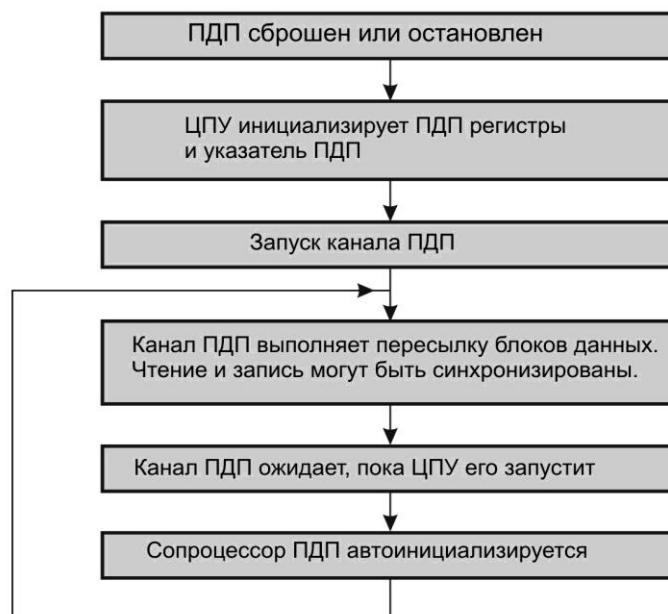 ПДП сброшен или остановлен
ЦПУ инициализирует ПДП регистры
и указатель ПДП
Запуск канала ПДП
Канал ПДП выполняет пересылку блоков данных.
Чтение и запись могут быть синхронизированы.
Канал ПДП ожидает, пока ЦПУ его запустит
Сопроцессор ПДП автоинициализируется